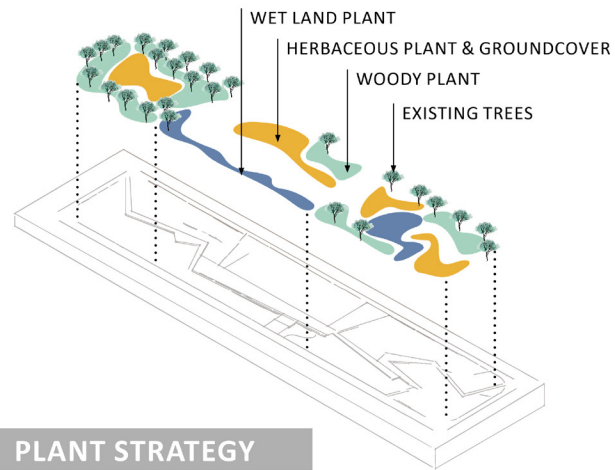 WET LAND PLANT
HERBACEOUS PLANT & GROUNDCOVER
WOODY PLANT
EXISTING TREES
PLANT STRATEGY